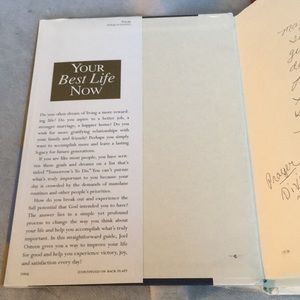 YOUR
Best Life
NOW
Do you often dream of living a more reward-
ing life? Do you aspire to a better job, a
stronger marriage, a happier home? Do you
wish for more gratifying relationships with
your family and friends? Perhaps you simply
want to accomplish more and leave a lasting
legacy for future generations.
If you are like most people, you have writ-
ten these goals and dreams on a list that's
titled "Tomorrow's To Do." You can't pursue
what's truly important to you because your
day is crowded by the demands of mundane
routines and other people's priorities.
How do you break out and experience the
full potential that God intended you to have?
The answer lies in a simple yet profound
process to change the way you think about
your life and help you accomplish what's truly
important. In this straightforward guide, Joel
Osteen gives you a way to improve your life
for good and help you experience victory, joy,
and satisfaction every day!
(CONTINUED ON BACK FLAP)
Prayer